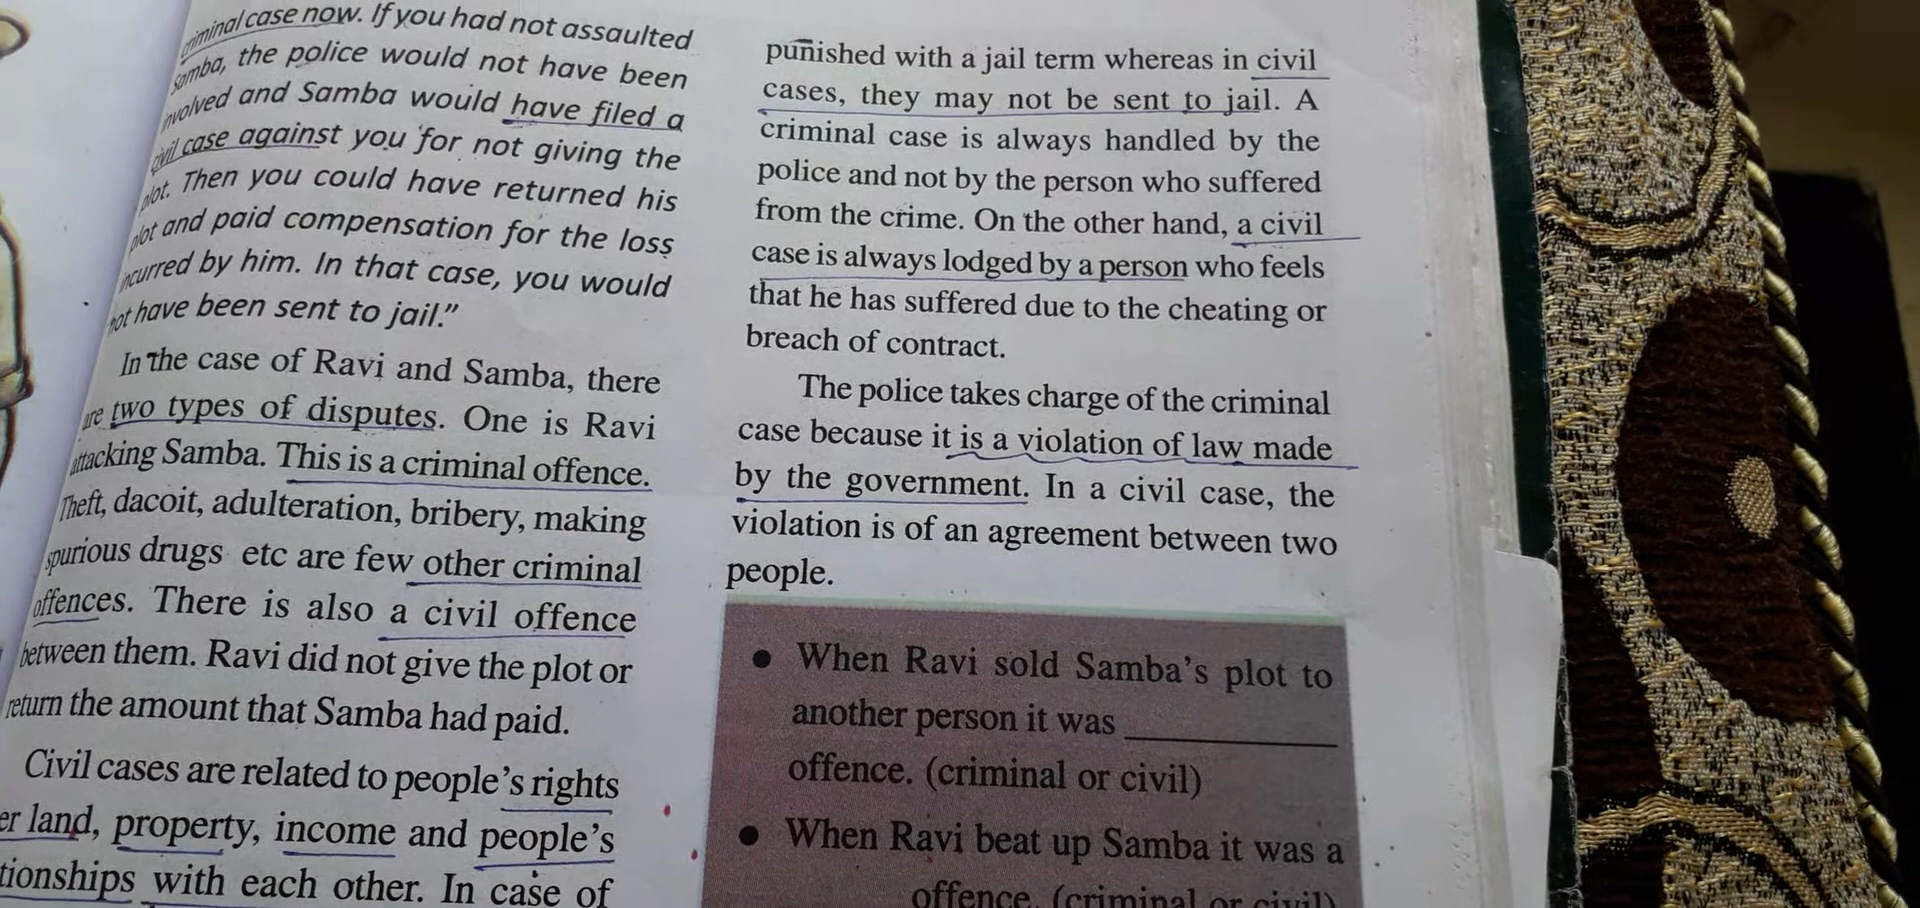 criminal case now. If you had not assaulted
Samba, the police would not have been
involved and Samba would have filed a
civil case against you for not giving the
plot. Then you could have returned his
plot and paid compensation for the loss
incurred by him. In that case, you would
not have been sent to jail.”
In the case of Ravi and Samba, there
are two types of disputes. One is Ravi
attacking Samba. This is a criminal offence.
Theft, dacoit, adulteration, bribery, making
spurious drugs etc are few other criminal
offences. There is also a civil offence
between them. Ravi did not give the plot or
return the amount that Samba had paid.
Civil cases are related to people’s rights
er land, property, income and people’s
tionships with each other. In case of
punished with a jail term whereas in civil
cases, they may not be sent to jail. A
criminal case is always handled by the
police and not by the person who suffered
from the crime. On the other hand, a civil
case is always lodged by a person who feels
that he has suffered due to the cheating or
breach of contract.
The police takes charge of the criminal
case because it is a violation of law made
by the government. In a civil case, the
violation is of an agreement between two
people.
• When Ravi sold Samba’s plot to
another person it was ____________
offence. (criminal or civil)
• When Ravi beat up Samba it was a
offence. (criminal or civil)